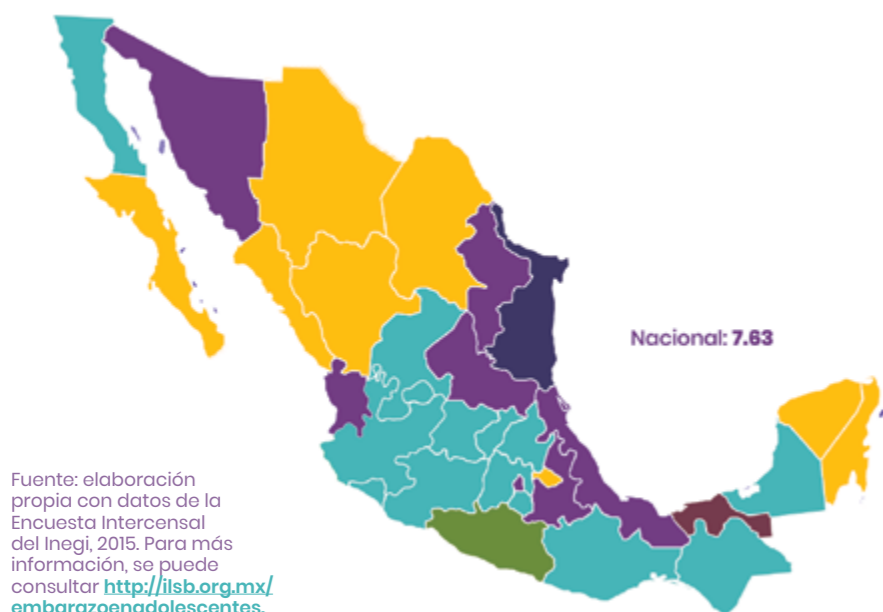 Nacional: 7.63
Fuente: elaboración
propia con datos de la
Encuesta Intercensal
del Inegi, 2015. Para más
información, se puede
consultar http://ilsb.org.mx/
embarazoenadolescentes.